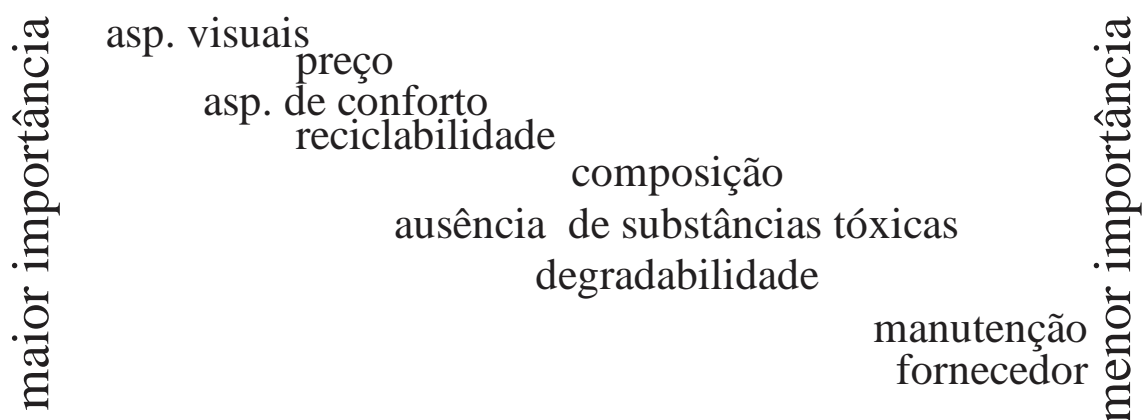 maior importância
asp. visuais
preço
asp. de conforto
reciclabilidade
composição
ausência de substâncias tóxicas
degradabilidade
manutenção
fornecedor
menor importância